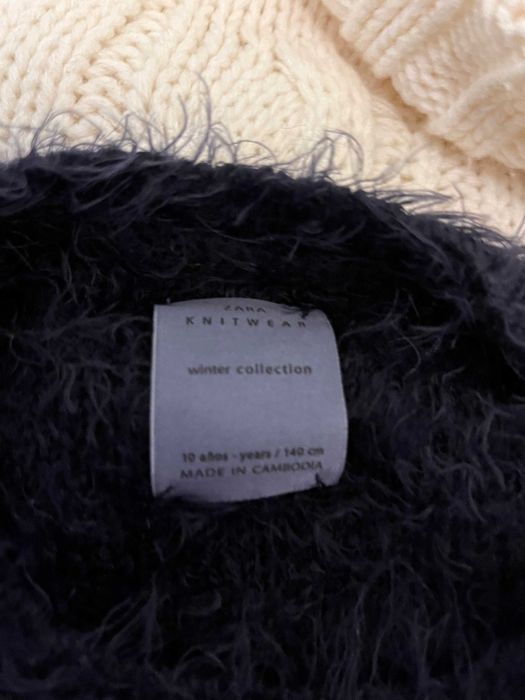 ZARA
KNITWEAR
winter collection
10 años - years / 140 cm
MADE IN CAMBODIA